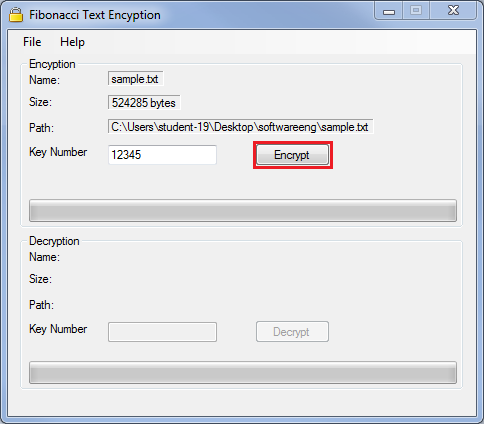 Fibonacci Text Encyption
File Help
Encyption
Name: sample.txt
Size: 524285 bytes
Path: C:\Users\student-19\Desktop\softwareeng\sample.txt
Key Number 12345 Encrypt
Decryption
Name:
Size:
Path:
Key Number Decrypt